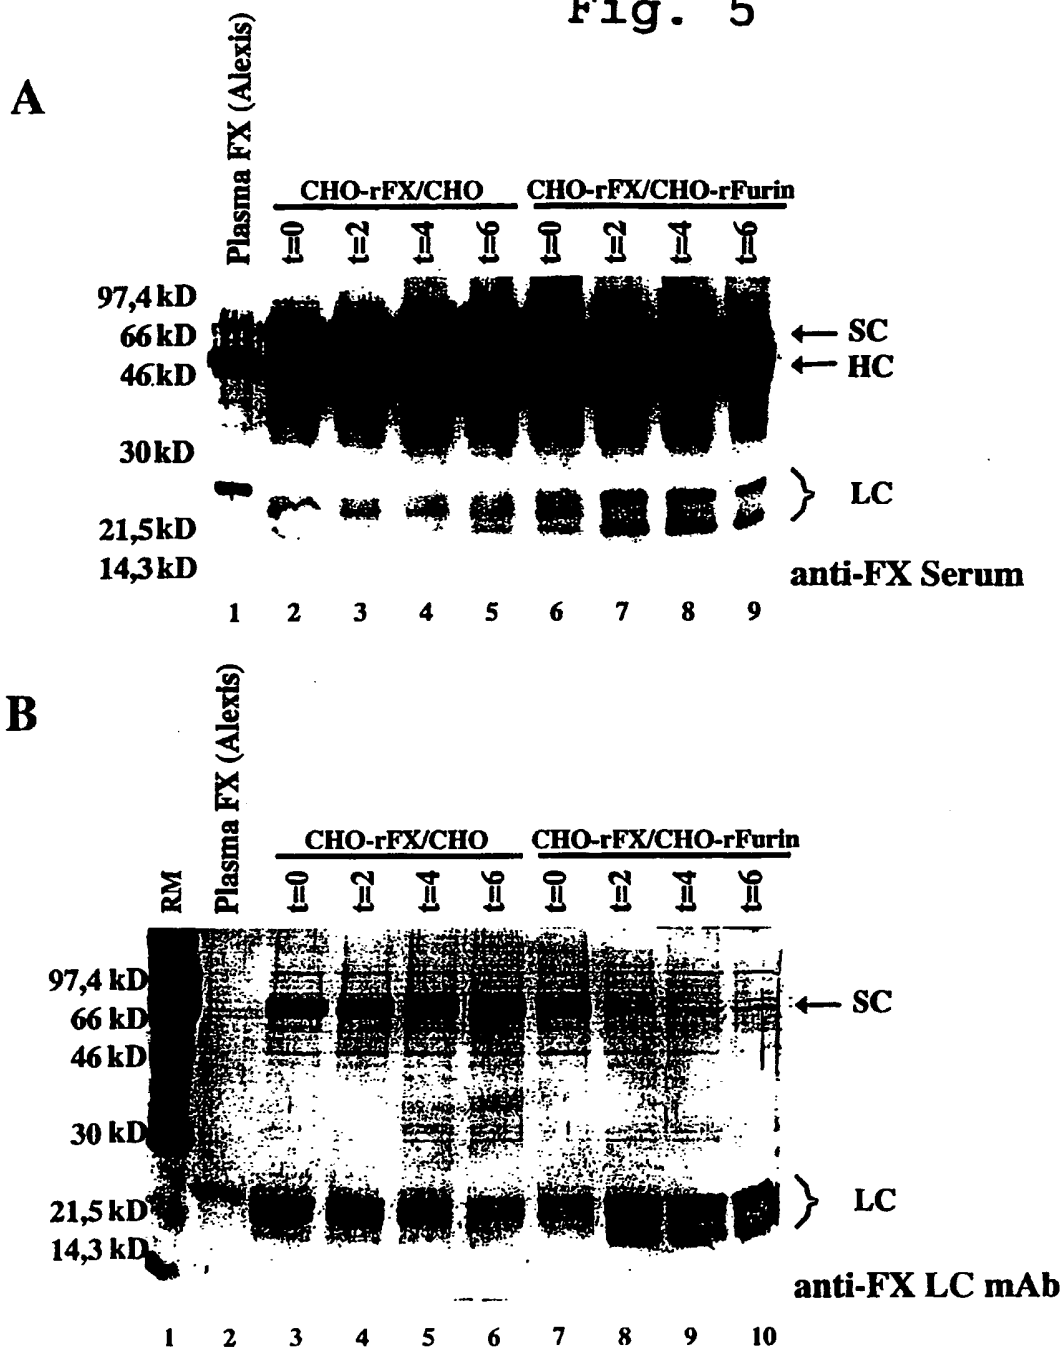 Fig. 5
A
Plasma FX (Alexis)
CHO-rFX/CHO CHO-rFX/CHO-rFurin
t=0 t=2 t=4 t=6 t=0 t=2 t=4 t=6
97,4 kD
66 kD
46 kD
30 kD
21,5 kD
14,3 kD
SC
HC
LC
anti-FX Serum
1 2 3 4 5 6 7 8 9
B
RM
Plasma FX (Alexis)
CHO-rFX/CHO CHO-rFX/CHO-rFurin
t=0 t=2 t=4 t=6 t=0 t=2 t=4 t=6
97,4 kD
66 kD
46 kD
30 kD
21,5 kD
14,3 kD
SC
LC
anti-FX LC mAb
1 2 3 4 5 6 7 8 9 10